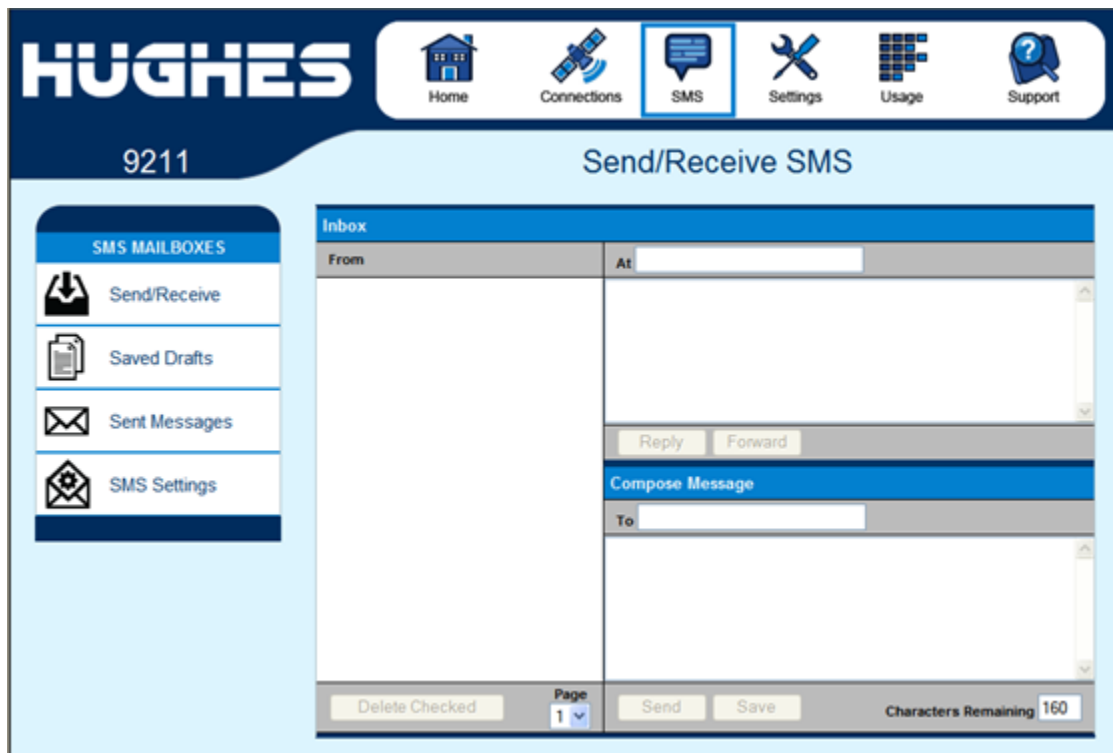 HUGHES
Home Connections SMS Settings Usage Support
9211
Send/Receive SMS
SMS MAILBOXES
Send/Receive
Saved Drafts
Sent Messages
SMS Settings
Inbox
From
At
Reply Forward
Compose Message
To
Delete Checked
Page
1
Send Save
Characters Remaining 160